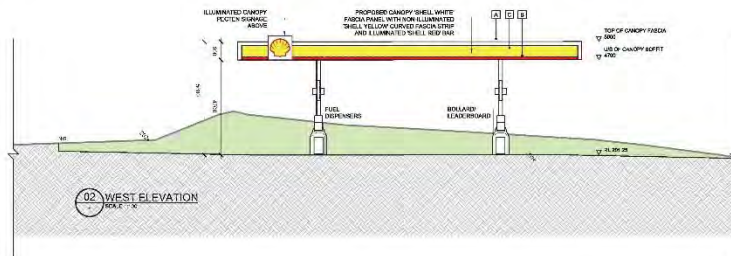 ILLUMINATED CANOPY
PECTEN SIGNAGE
ABOVE
PROPOSED CANOPY 'SHELL WHITE'
FASCIA PANEL WITH NON-ILLUMINATED
'SHELL YELLOW' CURVED FASCIA STRIP
AND ILLUMINATED 'SHELL RED' BAR
A
C
B
TOP OF CANOPY FASCIA
U/S OF CANOPY SOFFIT
4700
FUEL
DISPENSERS
BOLLARD/
LEADERBOARD
02
WEST ELEVATION
SCALE